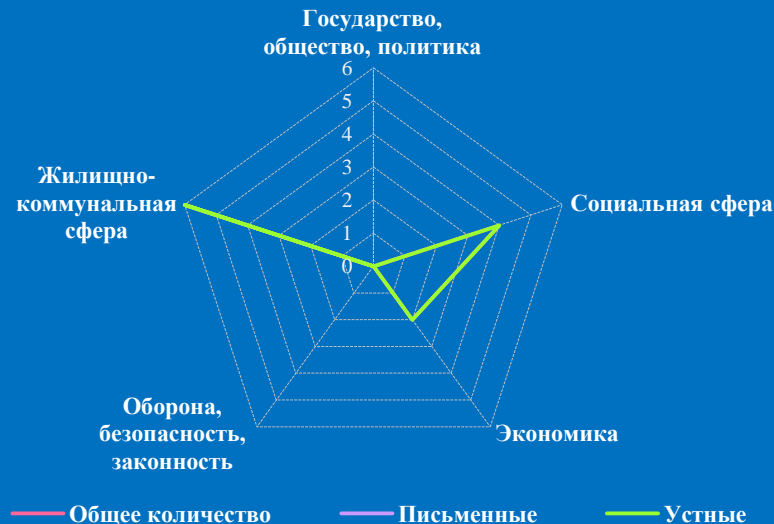 Государство,
общество, политика
6
5
4
3
2
1
0
Жилищно-
коммунальная
сфера
Социальная сфера
Оборона,
безопасность,
законность
Экономика
Общее количество Письменные Устные